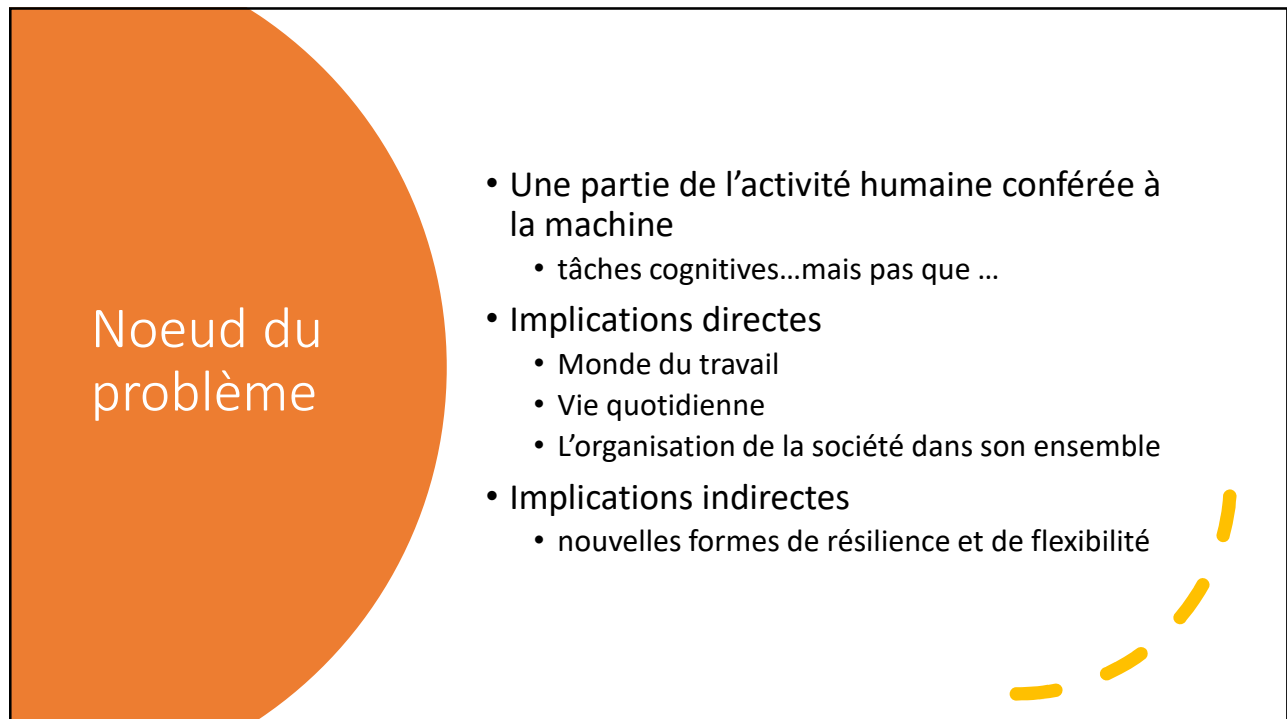 Noeud du
problème
• Une partie de l’activité humaine conférée à
la machine
• tâches cognitives…mais pas que …
• Implications directes
• Monde du travail
• Vie quotidienne
• L’organisation de la société dans son ensemble
• Implications indirectes
• nouvelles formes de résilience et de flexibilité